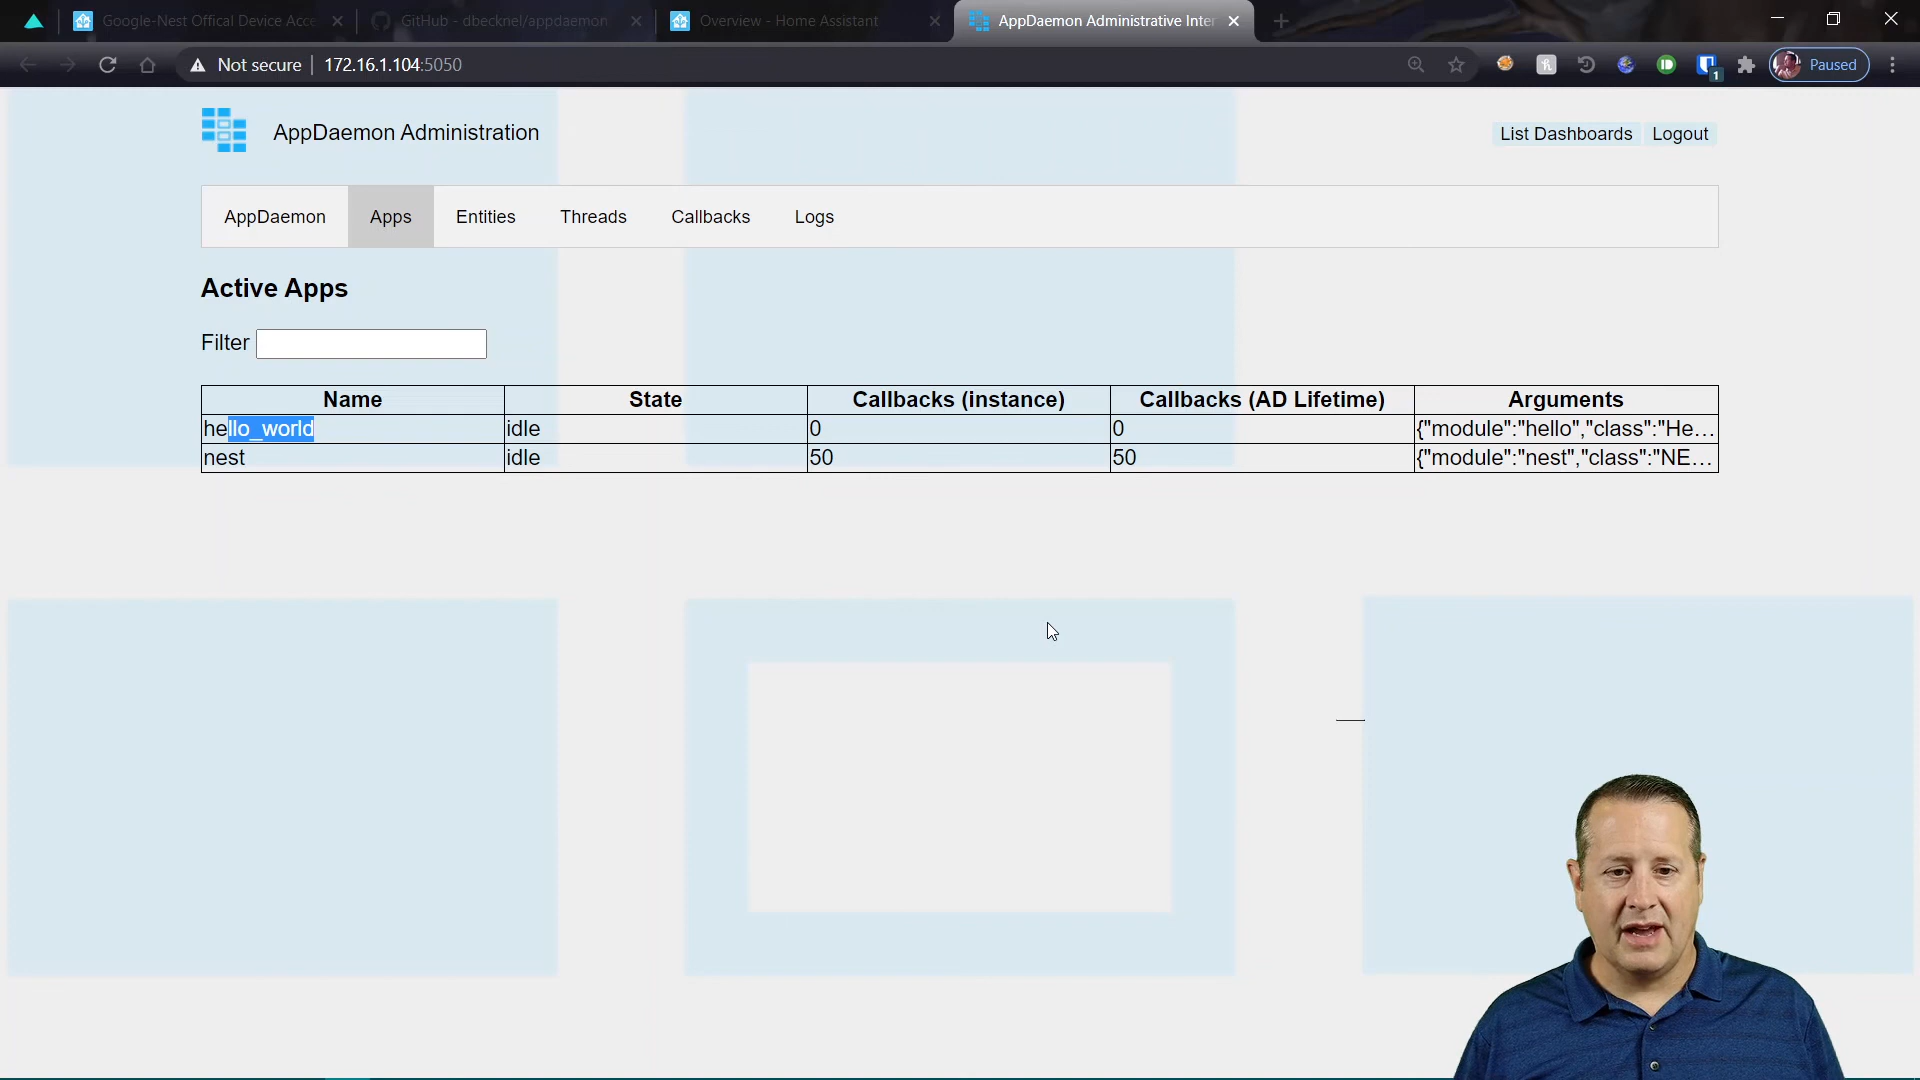 Google-Nest Offical Device Acce
GitHub - dbecknel/appdaemon
Overview - Home Assistant
AppDaemon Administrative Inter
Not secure 172.16.1.104:5050
1
Paused
AppDaemon Administration
List Dashboards Logout
AppDaemon Apps Entities Threads Callbacks Logs
Active Apps
Filter
Name State Callbacks (instance) Callbacks (AD Lifetime) Arguments
hello_world idle 0 0 {"module":"hello","class":"He...
nest idle 50 50 {"module":"nest","class":"NE...